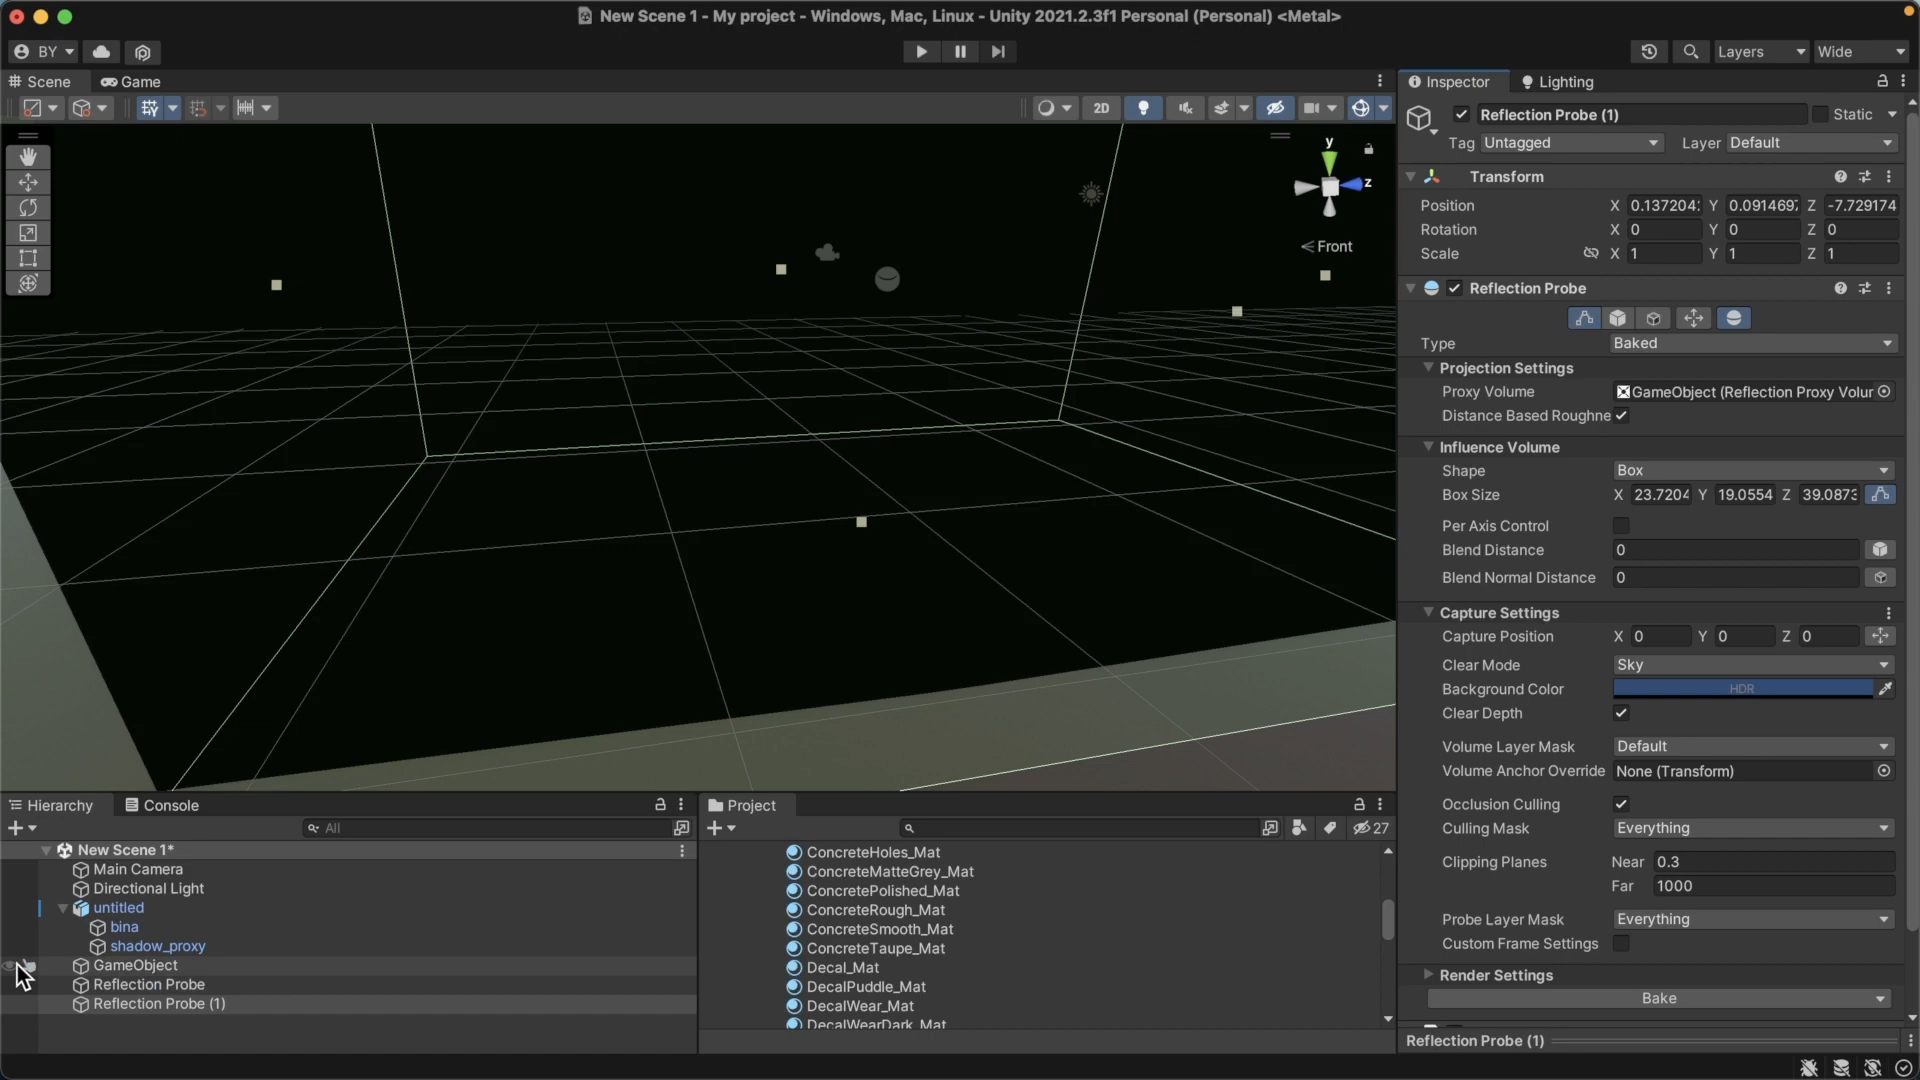 New Scene 1 - My project - Windows, Mac, Linux - Unity 2021.2.3f1 Personal (Personal) <Metal>
BY
Layers
Wide
Scene
Game
Inspector
Lighting
2D
y
z
Front
Reflection Probe (1)
Static
Tag Untagged
Layer Default
Transform
Position X 0.137204 Y 0.091469 Z -7.729174
Rotation X 0 Y 0 Z 0
Scale X 1 Y 1 Z 1
Reflection Probe
Type Baked
Projection Settings
Proxy Volume GameObject (Reflection Proxy Volur
Distance Based Roughne
Influence Volume
Shape Box
Box Size X 23.7204 Y 19.0554 Z 39.0873
Per Axis Control
Blend Distance 0
Blend Normal Distance 0
Capture Settings
Capture Position X 0 Y 0 Z 0
Clear Mode Sky
Background Color HDR
Clear Depth
Volume Layer Mask Default
Volume Anchor Override None (Transform)
Occlusion Culling
Culling Mask Everything
Clipping Planes Near 0.3
Far 1000
Probe Layer Mask Everything
Custom Frame Settings
Render Settings
Bake
Reflection Probe (1)
Hierarchy
Console
All
New Scene 1*
Main Camera
Directional Light
untitled
bina
shadow_proxy
GameObject
Reflection Probe
Reflection Probe (1)
Project
27
ConcreteHoles_Mat
ConcreteMatteGrey_Mat
ConcretePolished_Mat
ConcreteRough_Mat
ConcreteSmooth_Mat
ConcreteTaupe_Mat
Decal_Mat
DecalPuddle_Mat
DecalWear_Mat
DecalWearDark_Mat